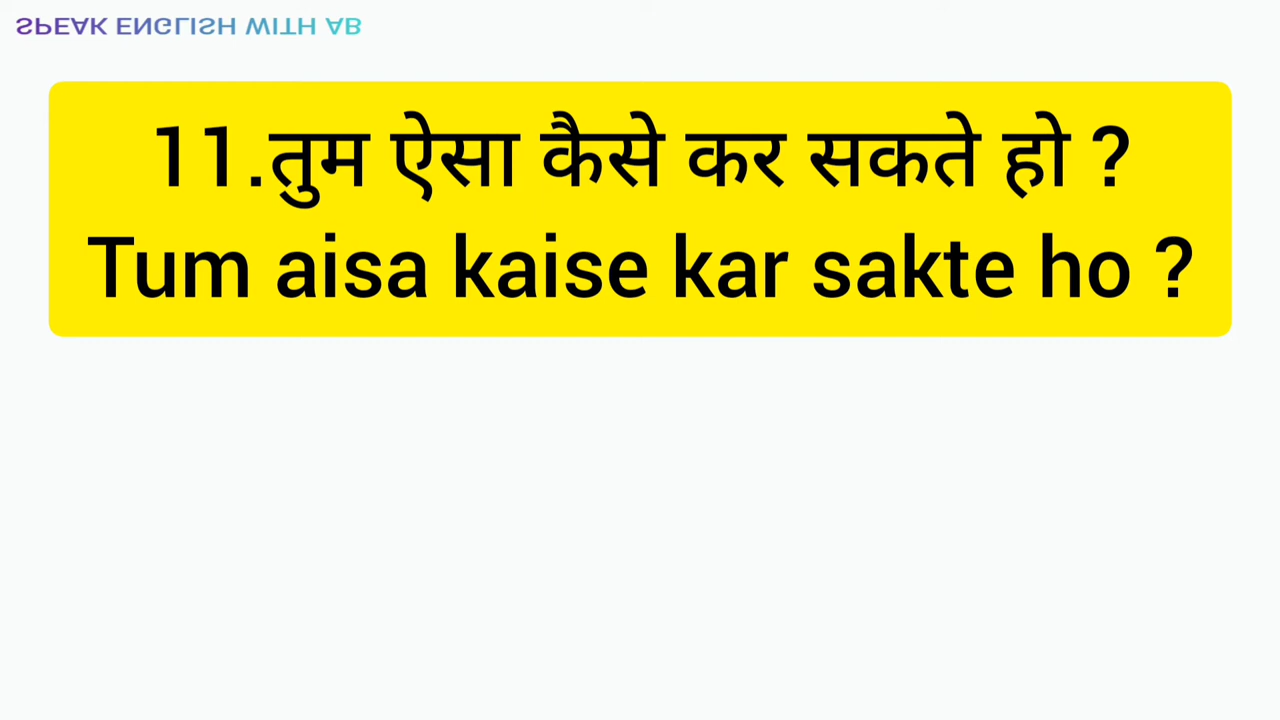 SPEAK ENGLISH WITH AB
11.तुम ऐसा कैसे कर सकते हो ?
Tum aisa kaise kar sakte ho ?